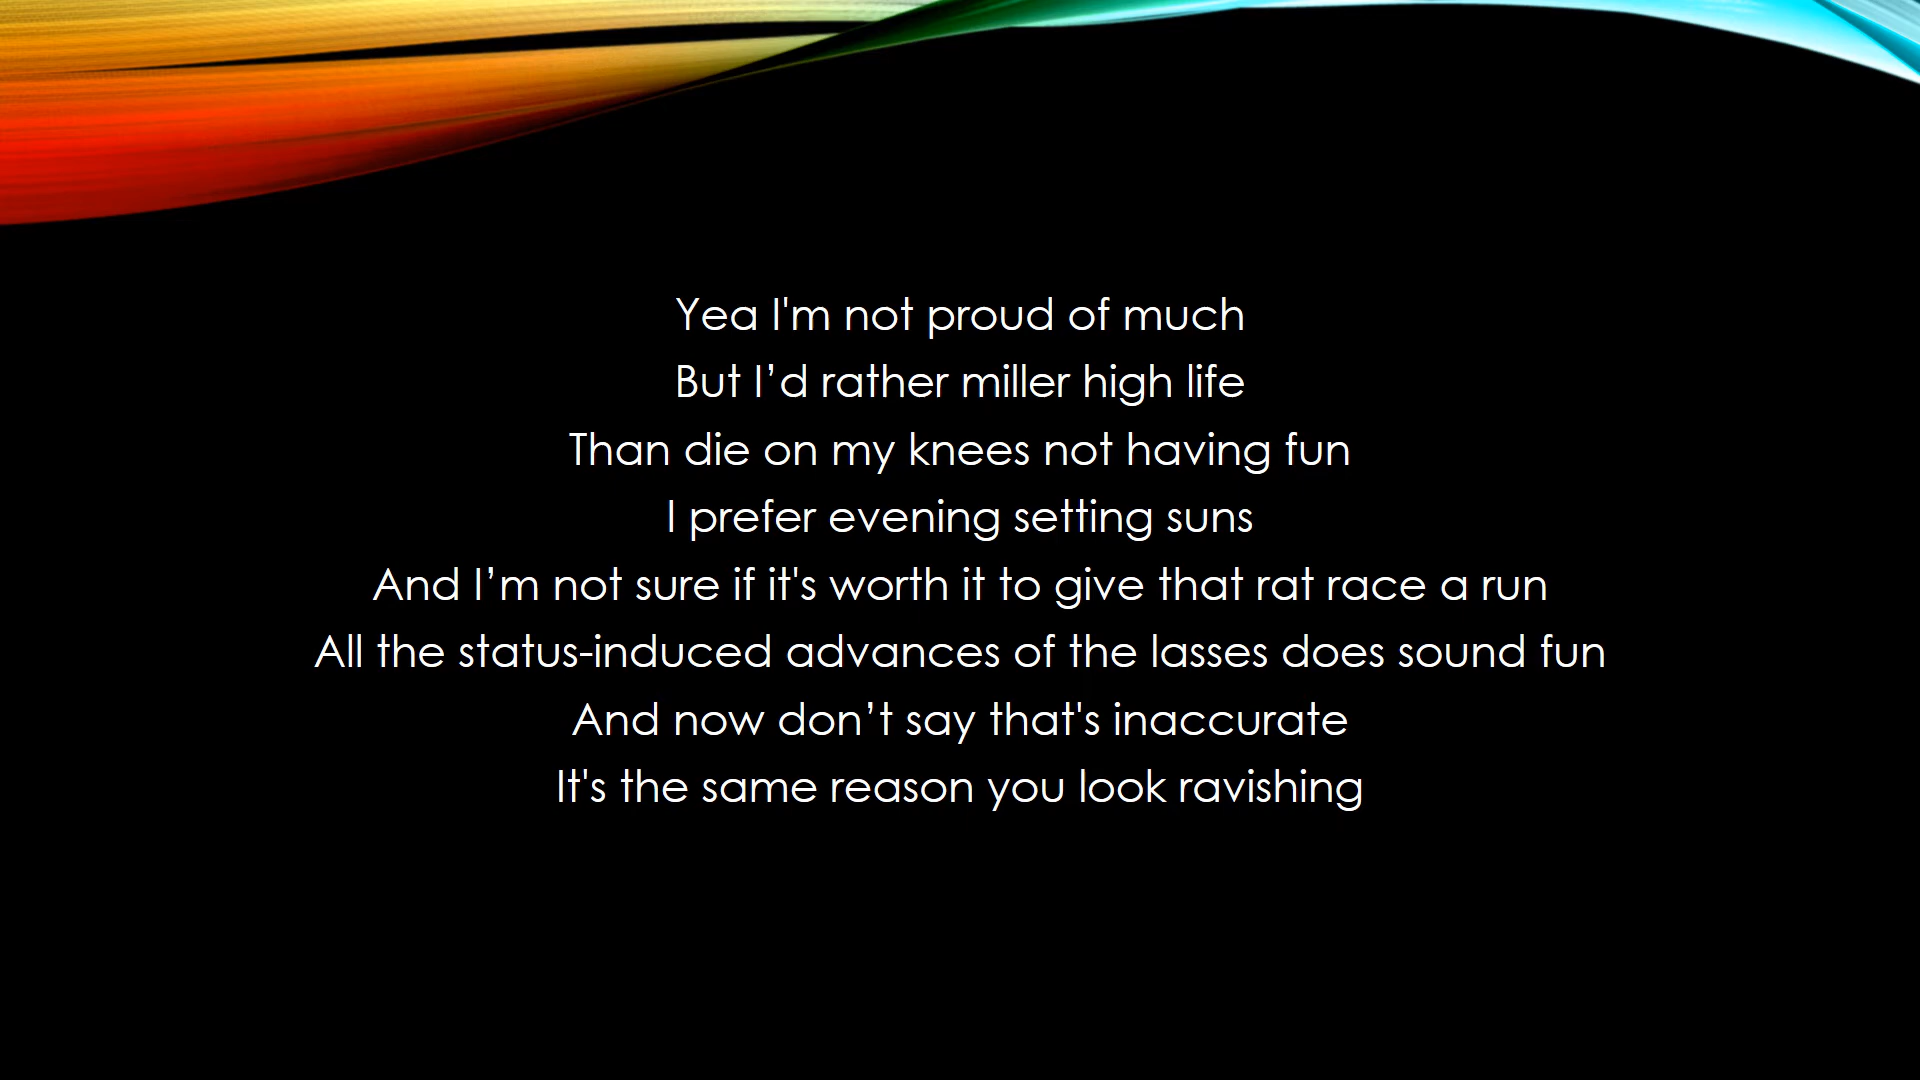 Yea I'm not proud of much
But I’d rather miller high life
Than die on my knees not having fun
I prefer evening setting suns
And I’m not sure if it's worth it to give that rat race a run
All the status-induced advances of the lasses does sound fun
And now don’t say that's inaccurate
It's the same reason you look ravishing